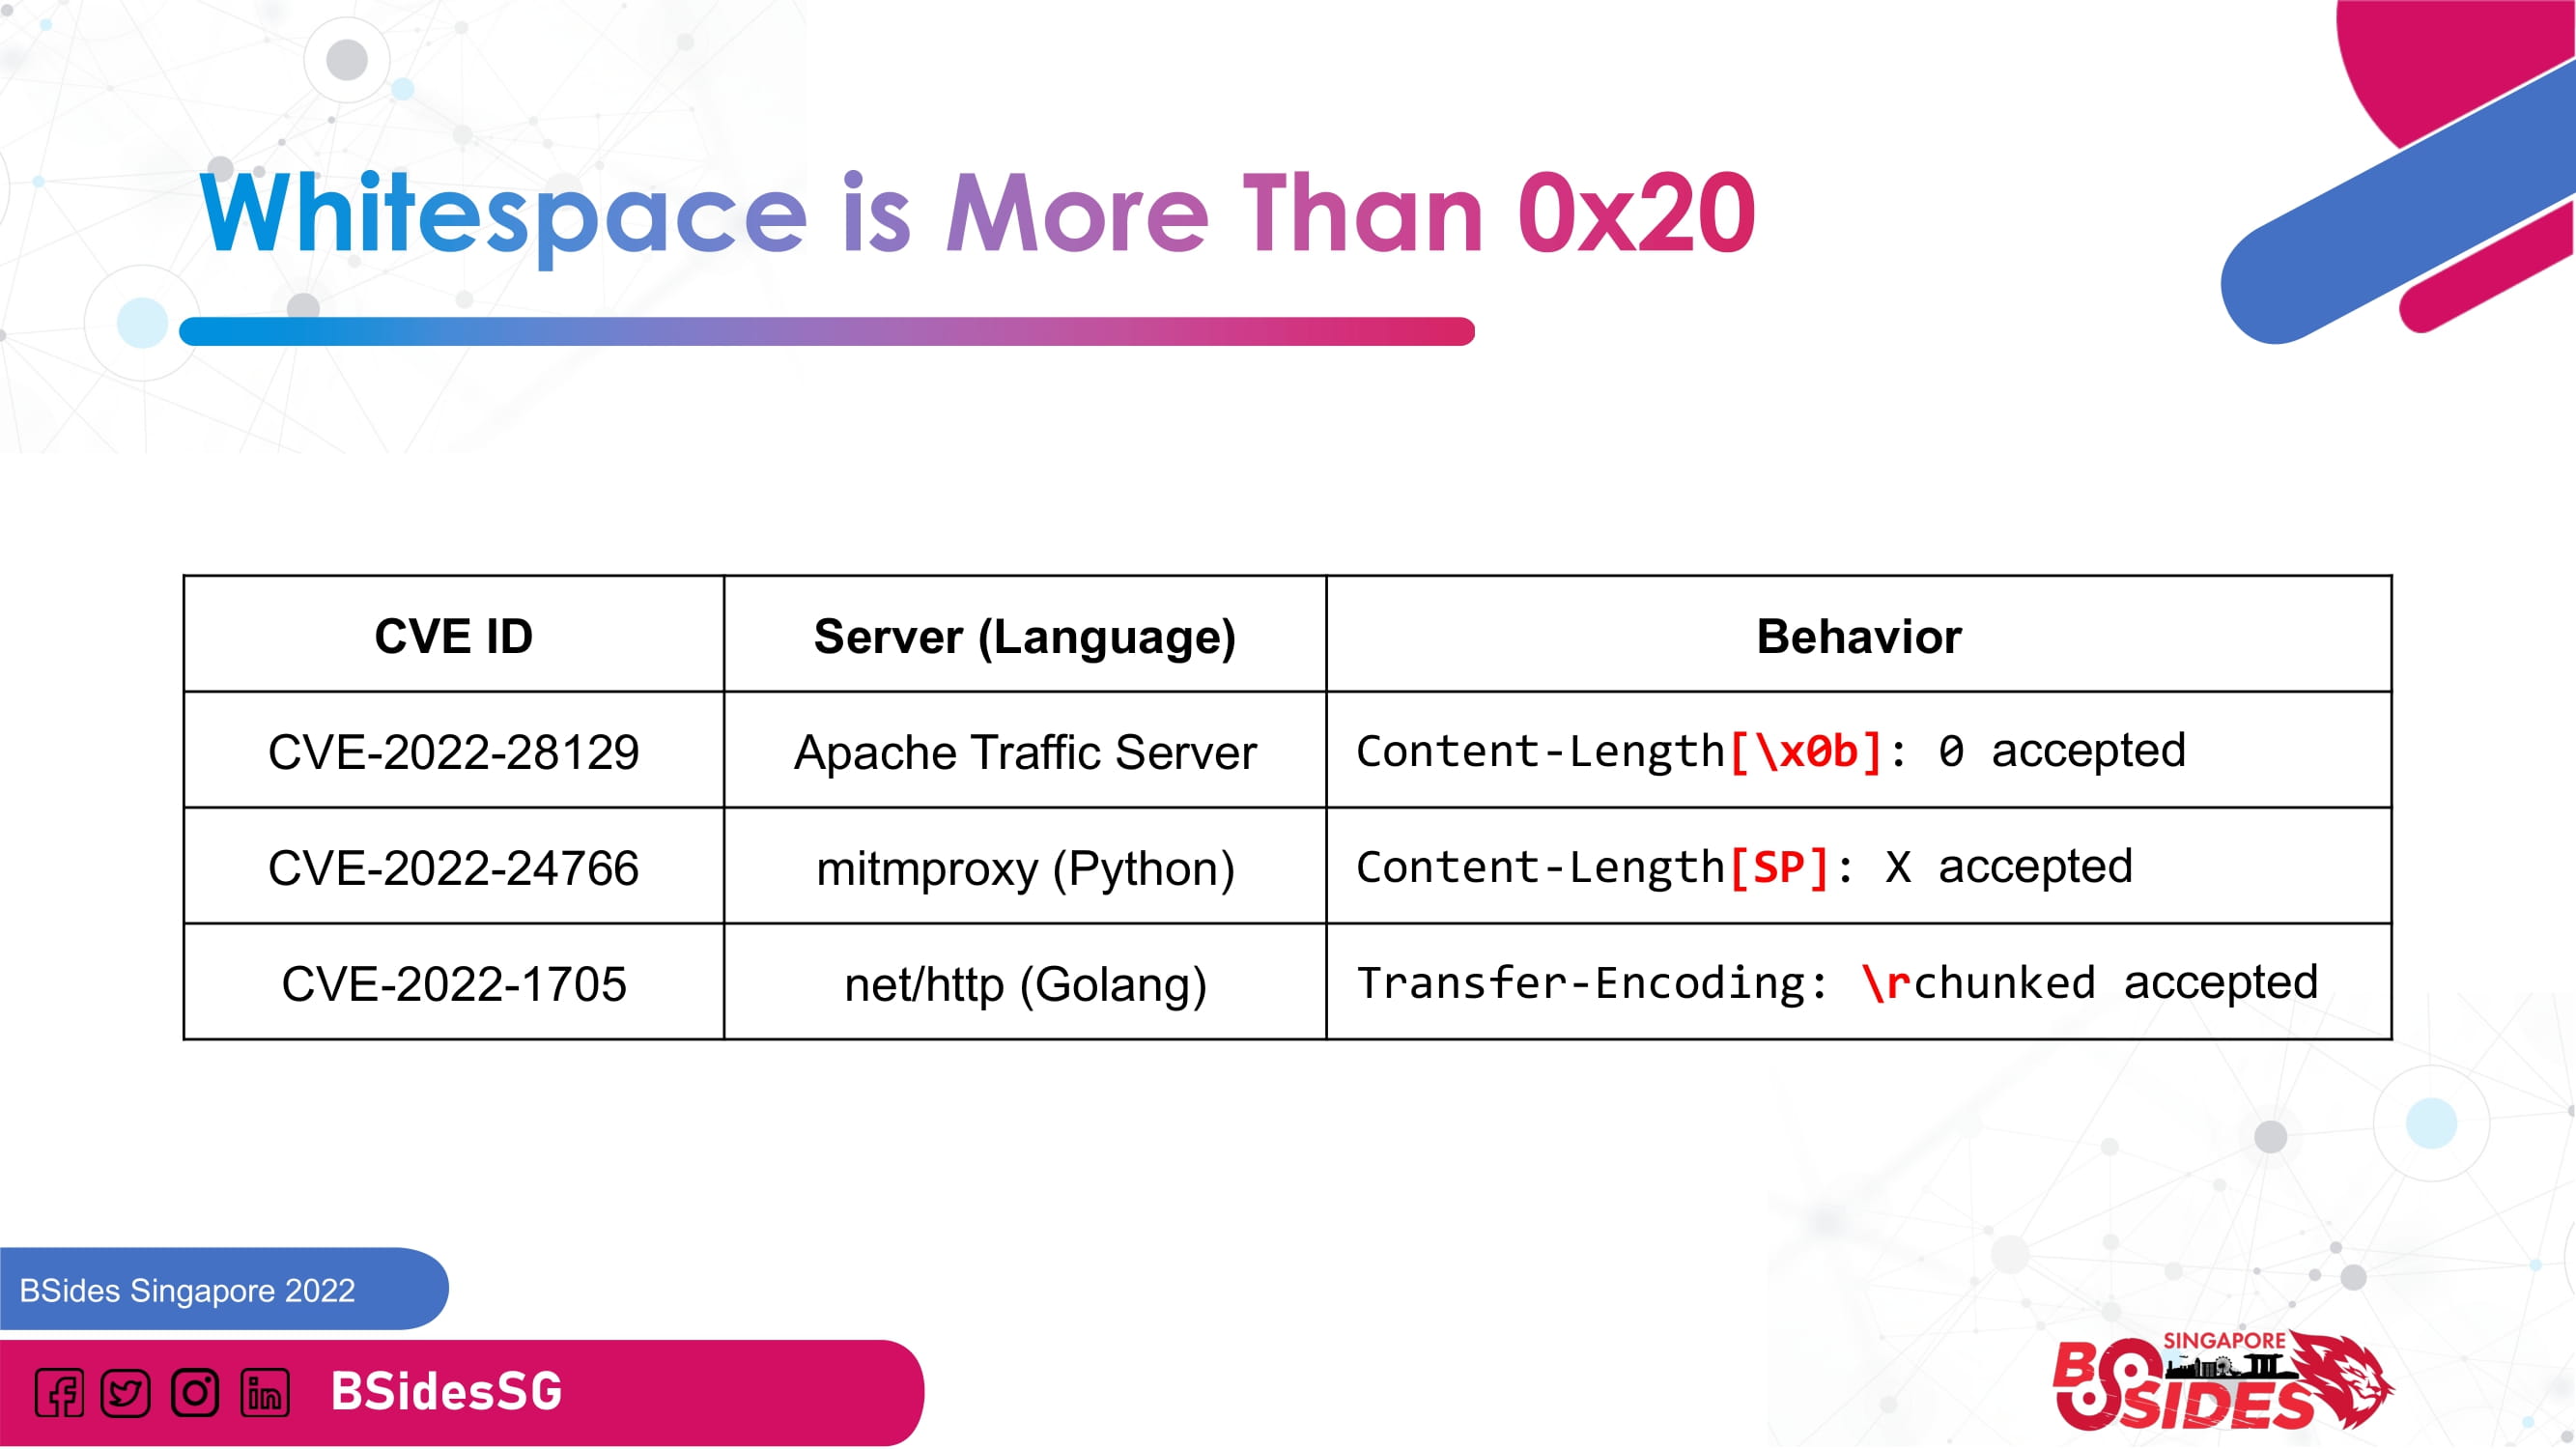 Whitespace is More Than 0x20
CVE ID Server (Language) Behavior
CVE-2022-28129 Apache Traffic Server Content-Length[\x0b]: 0 accepted
CVE-2022-24766 mitmproxy (Python) Content-Length[SP]: X accepted
CVE-2022-1705 net/http (Golang) Transfer-Encoding: \rchunked accepted
BSides Singapore 2022
BSidesSG
SINGAPORE
BSIDES